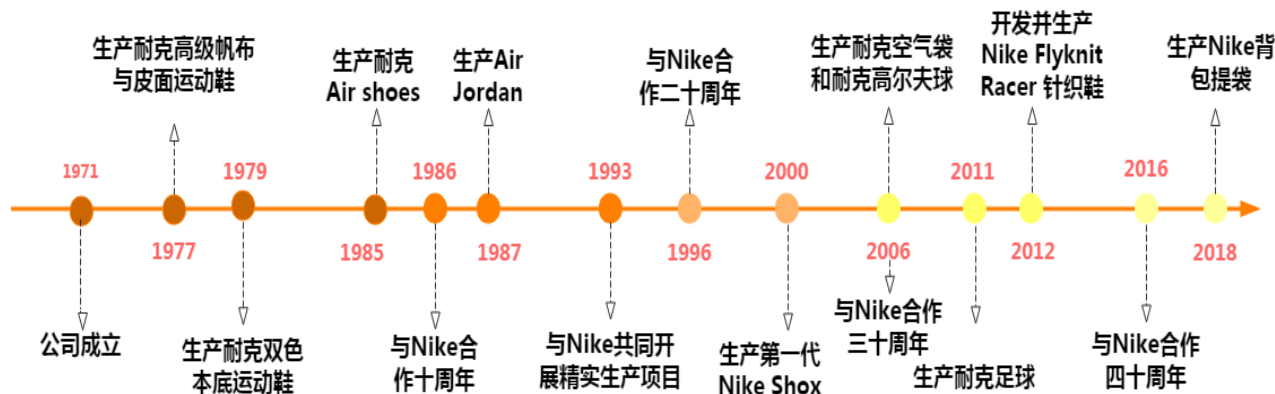 生产耐克高级帆布
与皮面运动鞋
生产耐克
Air shoes
生产Air
Jordan
与Nike合
作二十周年
生产耐克空气袋
和耐克高尔夫球
开发并生产
Nike Flyknit
Racer 针织鞋
生产Nike背
包提袋
1971
1979
1986
1993
2000
2011
2016
1977
1985
1987
1996
2006
2012
2018
公司成立
生产耐克双色
本底运动鞋
与Nike合
作十周年
与Nike共同开
展精实生产项目
生产第一代
Nike Shox
与Nike合作
三十周年
生产耐克足球
与Nike合作
四十周年